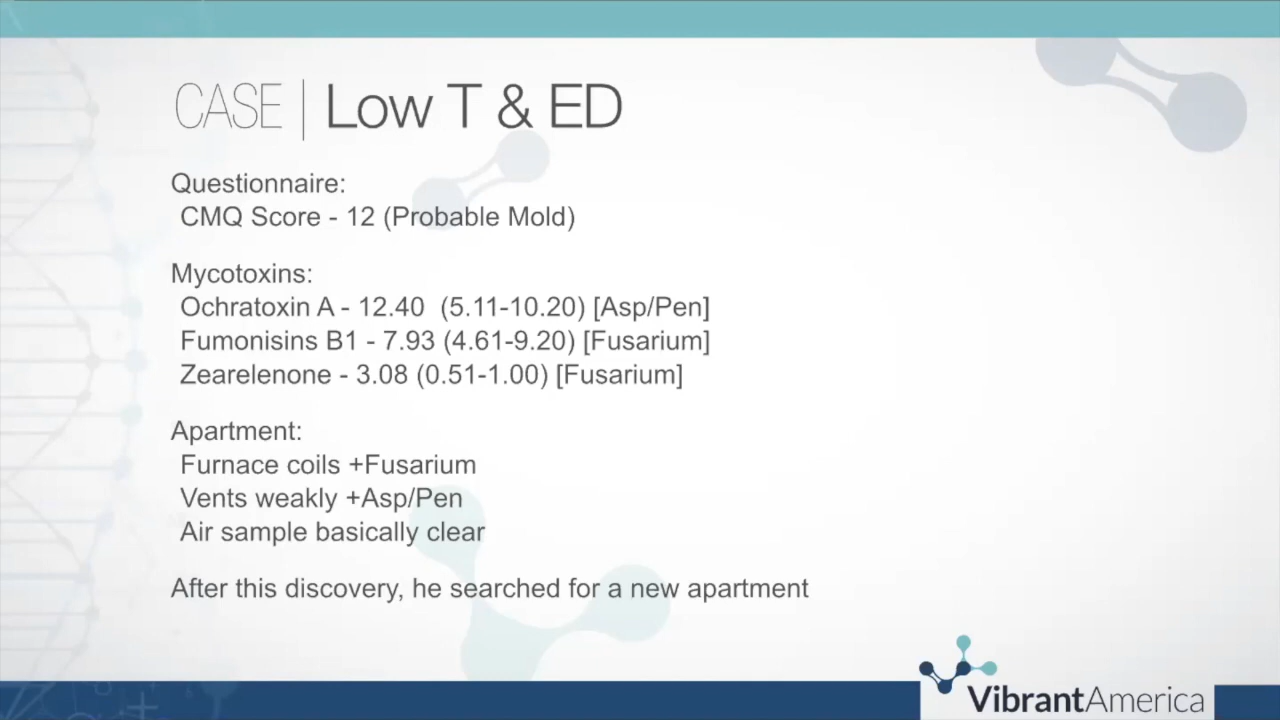 CASE | Low T & ED
Questionnaire:
CMQ Score - 12 (Probable Mold)
Mycotoxins:
Ochratoxin A - 12.40 (5.11-10.20) [Asp/Pen]
Fumonisins B1 - 7.93 (4.61-9.20) [Fusarium]
Zearelenone - 3.08 (0.51-1.00) [Fusarium]
Apartment:
Furnace coils +Fusarium
Vents weakly +Asp/Pen
Air sample basically clear
After this discovery, he searched for a new apartment
VibrantAmerica